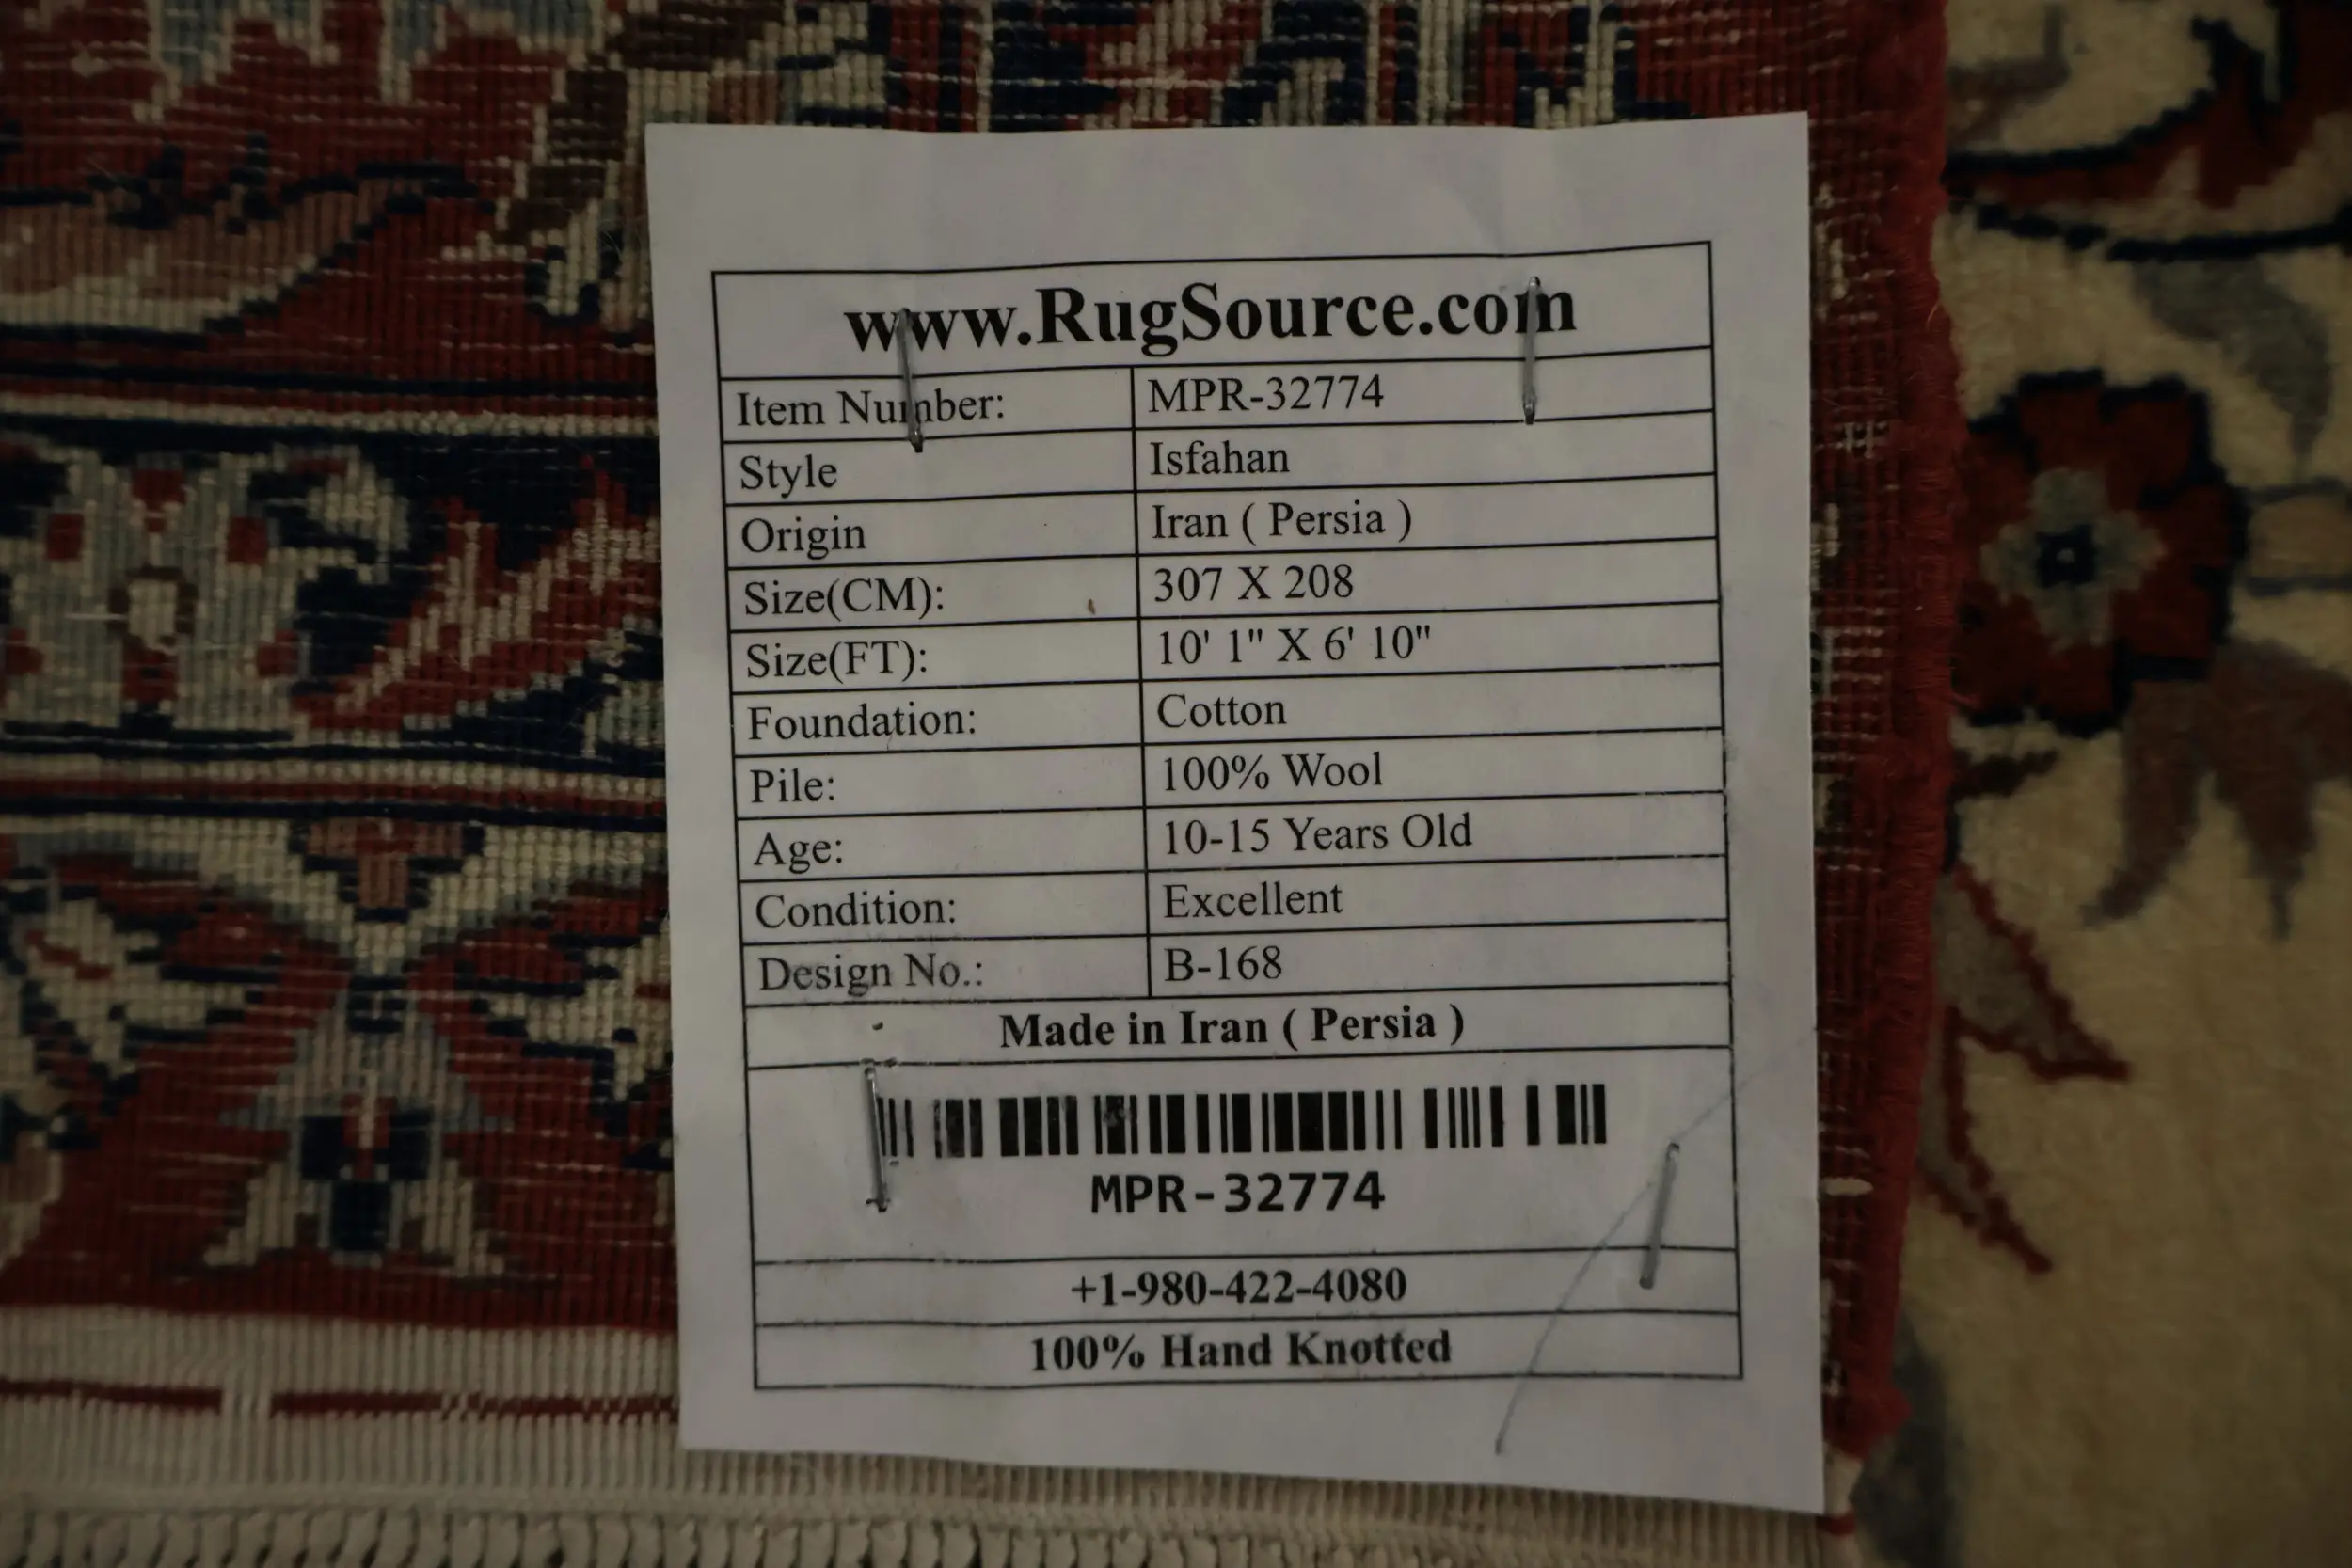 www.RugSource.com
Item Number: MPR-32774
Style Isfahan
Origin Iran ( Persia )
Size(CM): 307 X 208
Size(FT): 10' 1" X 6' 10"
Foundation: Cotton
Pile: 100% Wool
Age: 10-15 Years Old
Condition: Excellent
Design No.: B-168
Made in Iran ( Persia )
MPR-32774
+1-980-422-4080
100% Hand Knotted